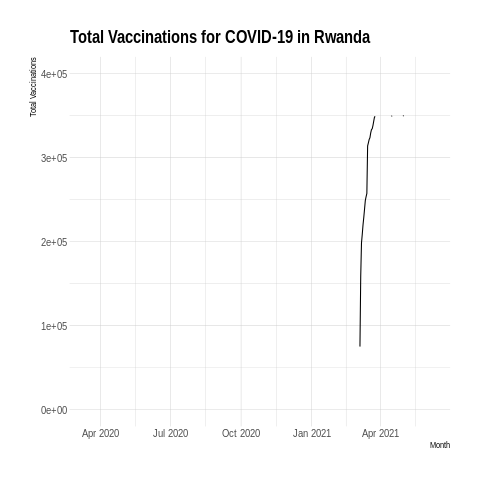 Total Vaccinations for COVID-19 in Rwanda
Total Vaccinations
4e+05
3e+05
2e+05
1e+05
0e+00
Apr 2020 Jul 2020 Oct 2020 Jan 2021 Apr 2021
Month